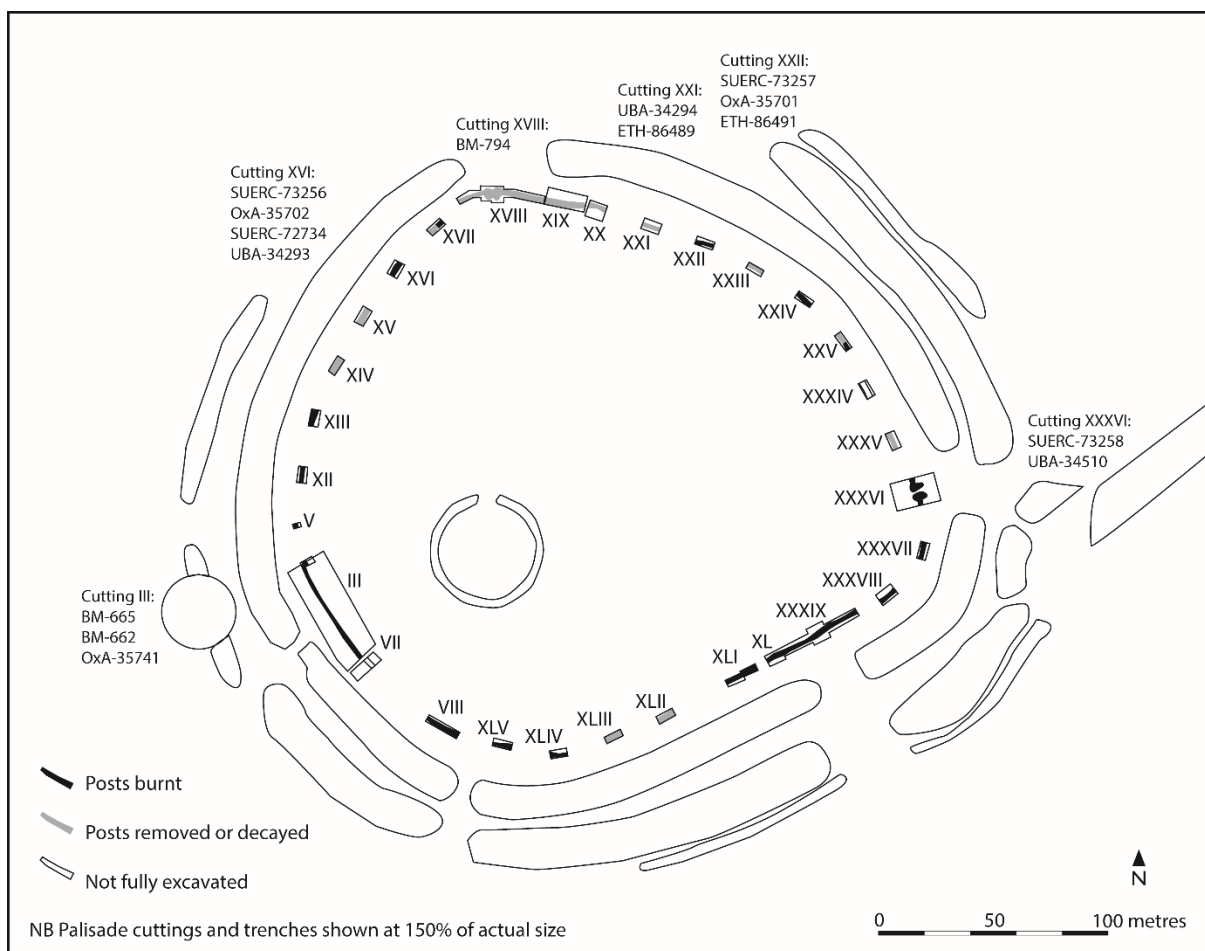 Cutting XXII:
SUERC-73257
OxA-35701
ETH-86491
Cutting XXI:
UBA-34294
ETH-86489
Cutting XVIII:
BM-794
Cutting XVI:
SUERC-73256
OxA-35702
SUERC-72734
UBA-34293
XVIII
XIX
XX
XXI
XXII
XXIII
XXIV
XXV
XXXIV
XXXV
XXXVI
XXXVII
XXXVIII
XXXIX
XL
XLI
XLII
XLIII
XLIV
XLV
VIII
VII
III
V
XII
XIII
XIV
XV
XVI
XVII
Cutting XXXVI:
SUERC-73258
UBA-34510
Cutting III:
BM-665
BM-662
OxA-35741
Posts burnt
Posts removed or decayed
Not fully excavated
NB Palisade cuttings and trenches shown at 150% of actual size
N
0 50 100 metres